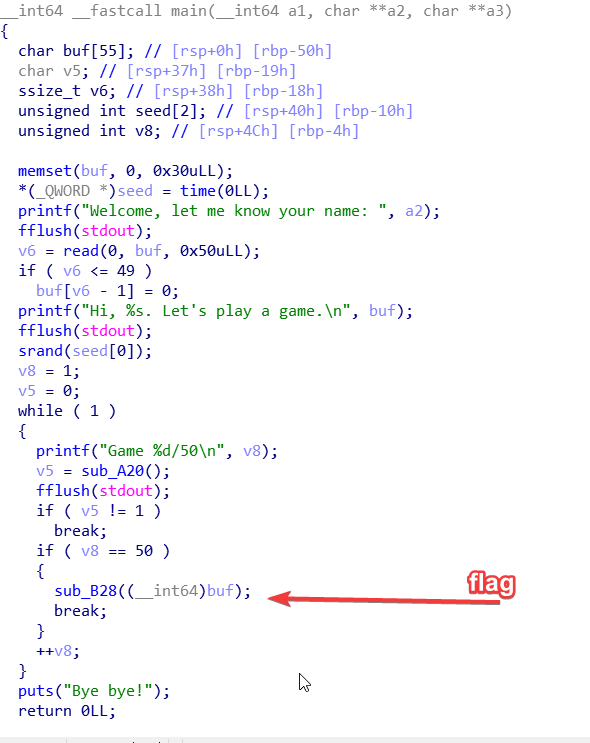 __int64 __fastcall main(__int64 a1, char **a2, char **a3)
{
  char buf[55]; // [rsp+0h] [rbp-50h]
  char v5; // [rsp+37h] [rbp-19h]
  ssize_t v6; // [rsp+38h] [rbp-18h]
  unsigned int seed[2]; // [rsp+40h] [rbp-10h]
  unsigned int v8; // [rsp+4Ch] [rbp-4h]

  memset(buf, 0, 0x30uLL);
  *(_QWORD *)seed = time(0LL);
  printf("Welcome, let me know your name: ", a2);
  fflush(stdout);
  v6 = read(0, buf, 0x50uLL);
  if ( v6 <= 49 )
    buf[v6 - 1] = 0;
  printf("Hi, %s. Let's play a game.\n", buf);
  fflush(stdout);
  srand(seed[0]);
  v8 = 1;
  v5 = 0;
  while ( 1 )
  {
    printf("Game %d/50\n", v8);
    v5 = sub_A20();
    fflush(stdout);
    if ( v5 != 1 )
      break;
    if ( v8 == 50 )
    {
      sub_B28((__int64)buf);
flag
      break;
    }
    ++v8;
  }
  puts("Bye bye!");
  return 0LL;